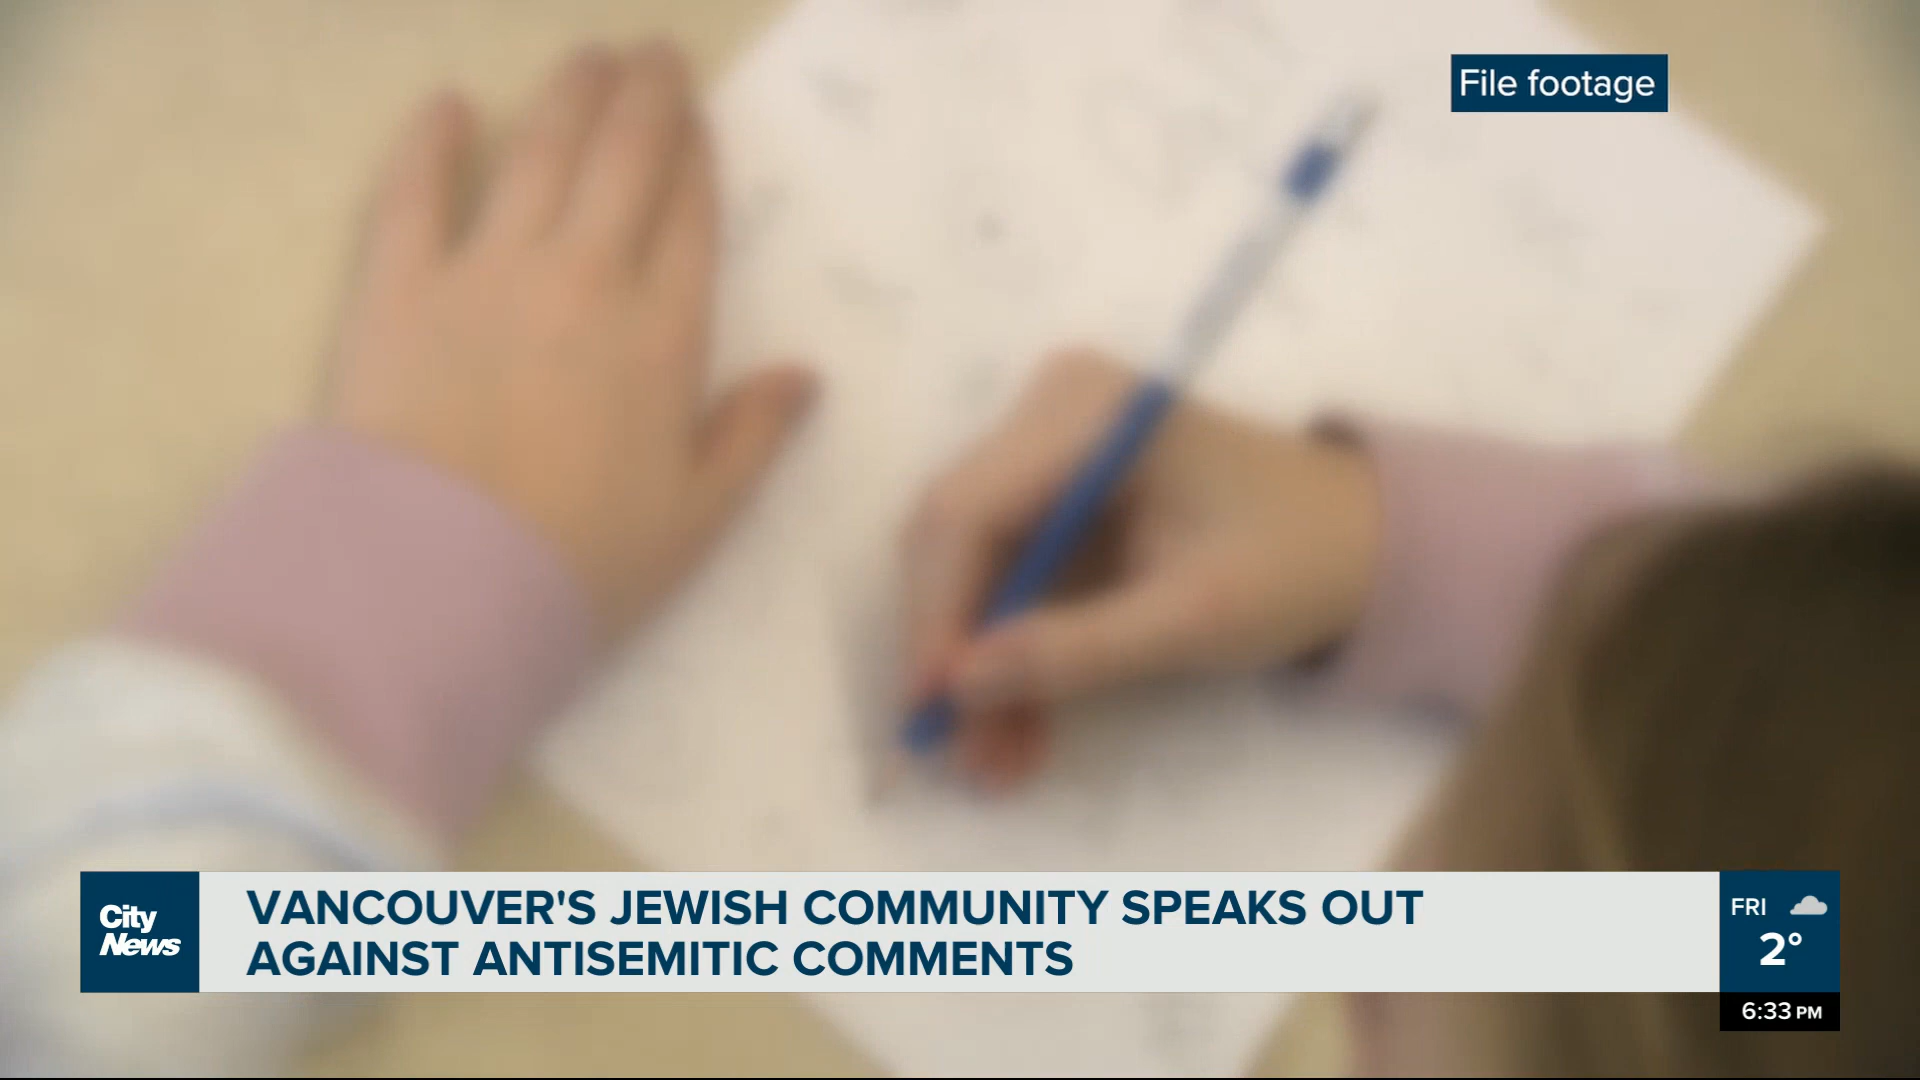 File footage
City
News
VANCOUVER'S JEWISH COMMUNITY SPEAKS OUT
AGAINST ANTISEMITIC COMMENTS
FRI
2°
6:33 PM